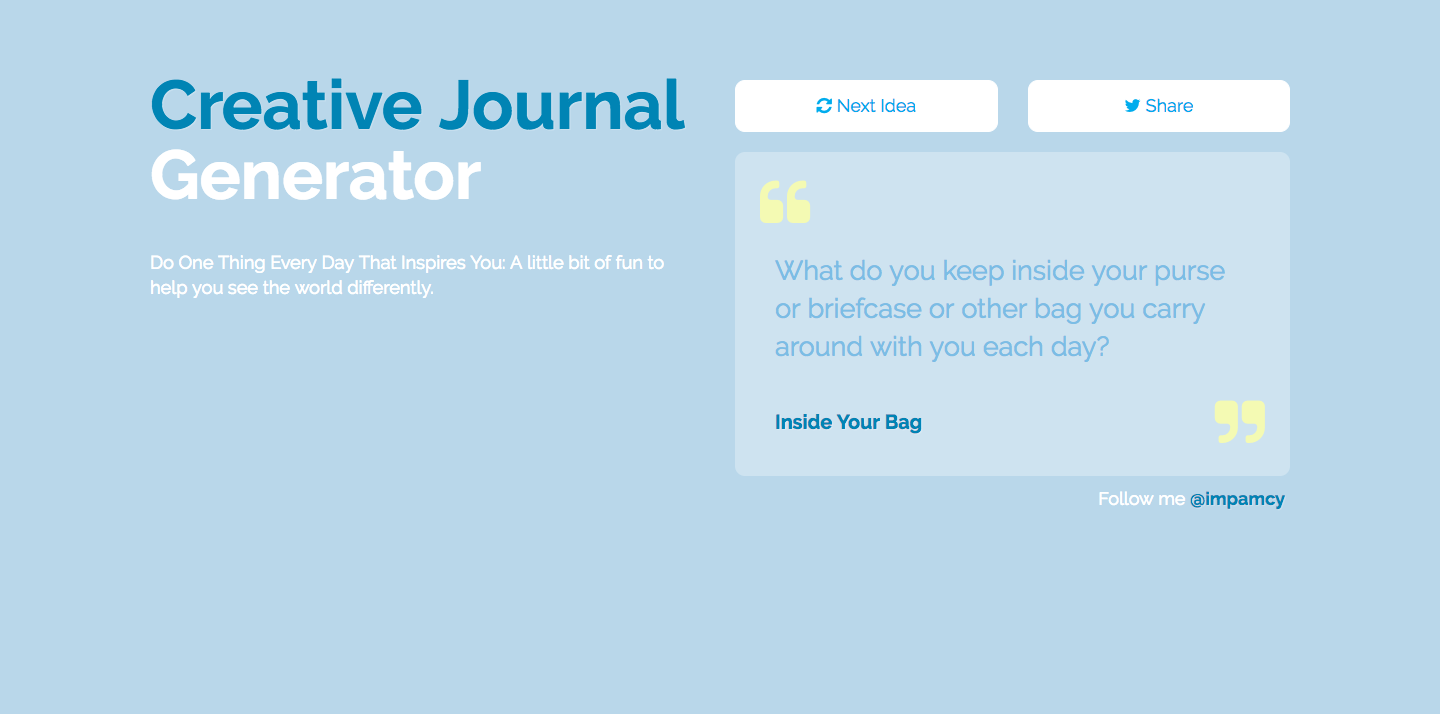 Creative Journal
Generator
Do One Thing Every Day That Inspires You: A little bit of fun to
help you see the world differently.
Next Idea
Share
What do you keep inside your purse
or briefcase or other bag you carry
around with you each day?
Inside Your Bag
Follow me @impamcy